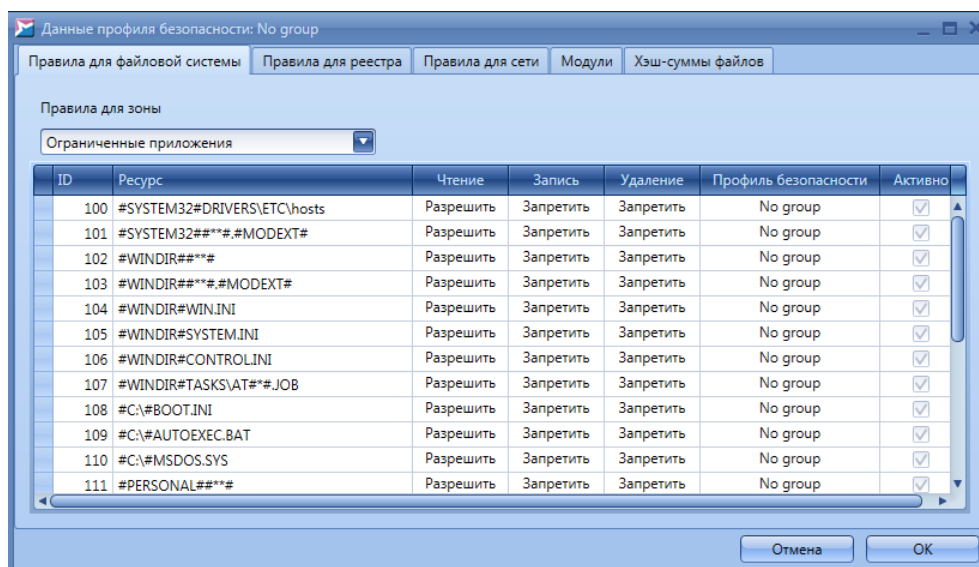 Данные профиля безопасности: No group
Правила для файловой системы Правила для реестра Правила для сети Модули Хэш-суммы файлов
Правила для зоны
Ограниченные приложения
ID Ресурс Чтение Запись Удаление Профиль безопасности Активно
100 #SYSTEM32#DRIVERS\ETC\hosts Разрешить Запретить Запретить No group
101 #SYSTEM32##**#.#MODEXT# Разрешить Запретить Запретить No group
102 #WINDIR##**# Разрешить Запретить Запретить No group
103 #WINDIR##**#.#MODEXT# Разрешить Запретить Запретить No group
104 #WINDIR#WIN.INI Разрешить Запретить Запретить No group
105 #WINDIR#SYSTEM.INI Разрешить Запретить Запретить No group
106 #WINDIR#CONTROL.INI Разрешить Запретить Запретить No group
107 #WINDIR#TASKS\AT#*#.JOB Разрешить Запретить Запретить No group
108 #C:\#BOOT.INI Разрешить Запретить Запретить No group
109 #C:\#AUTOEXEC.BAT Разрешить Запретить Запретить No group
110 #C:\#MSDOS.SYS Разрешить Запретить Запретить No group
111 #PERSONAL##**# Разрешить Запретить Запретить No group
Отмена OK